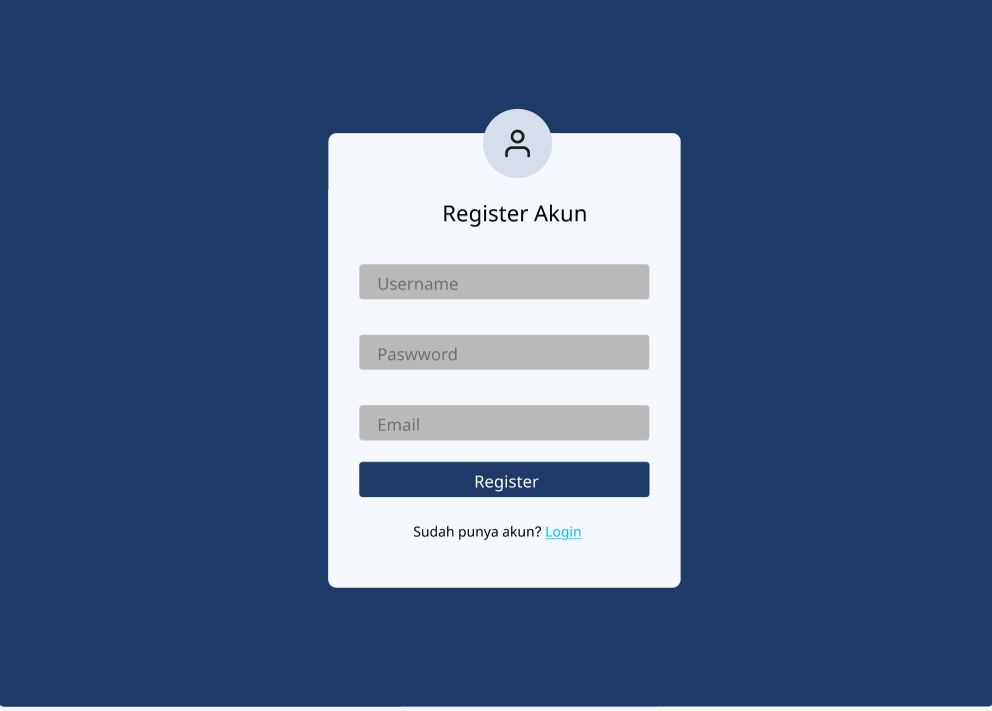 Register Akun
Username
Paswword
Email
Register
Sudah punya akun? Login